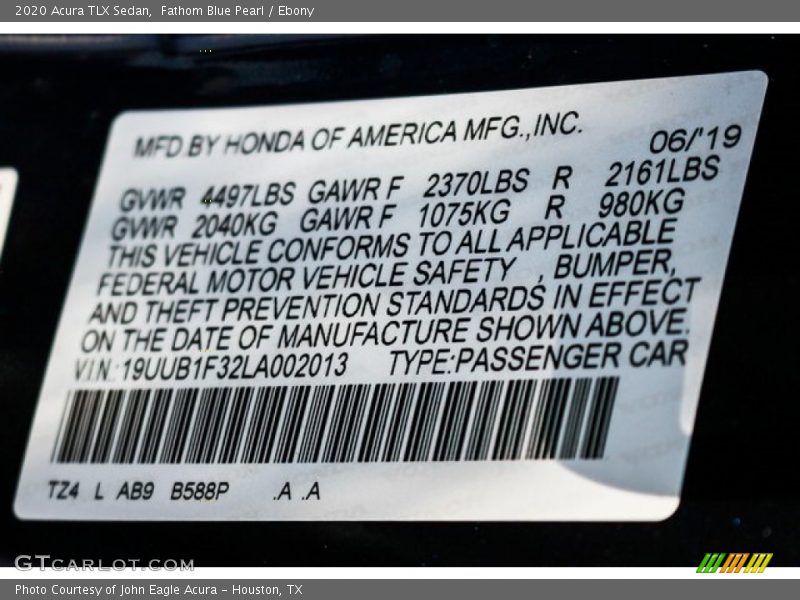 2020 Acura TLX Sedan, Fathom Blue Pearl / Ebony
MFD BY HONDA OF AMERICA MFG.,INC.
06/'19
GVWR 4497LBS GAWR F 2370LBS R 2161LBS
GVWR 2040KG GAWR F 1075KG R 980KG
THIS VEHICLE CONFORMS TO ALL APPLICABLE
FEDERAL MOTOR VEHICLE SAFETY , BUMPER,
AND THEFT PREVENTION STANDARDS IN EFFECT
ON THE DATE OF MANUFACTURE SHOWN ABOVE.
V.I.N.:19UUB1F32LA002013 TYPE:PASSENGER CAR
TZ4 L AB9 B588P .A .A
GTCARLOT.COM
Photo Courtesy of John Eagle Acura - Houston, TX